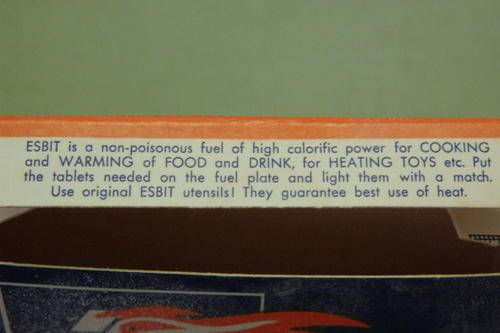 ESBIT is a non-poisonous fuel of high calorific power for COOKING
and WARMING of FOOD and DRINK, for HEATING TOYS etc. Put
the tablets needed on the fuel plate and light them with a match.
Use original ESBIT utensils! They guarantee best use of heat.